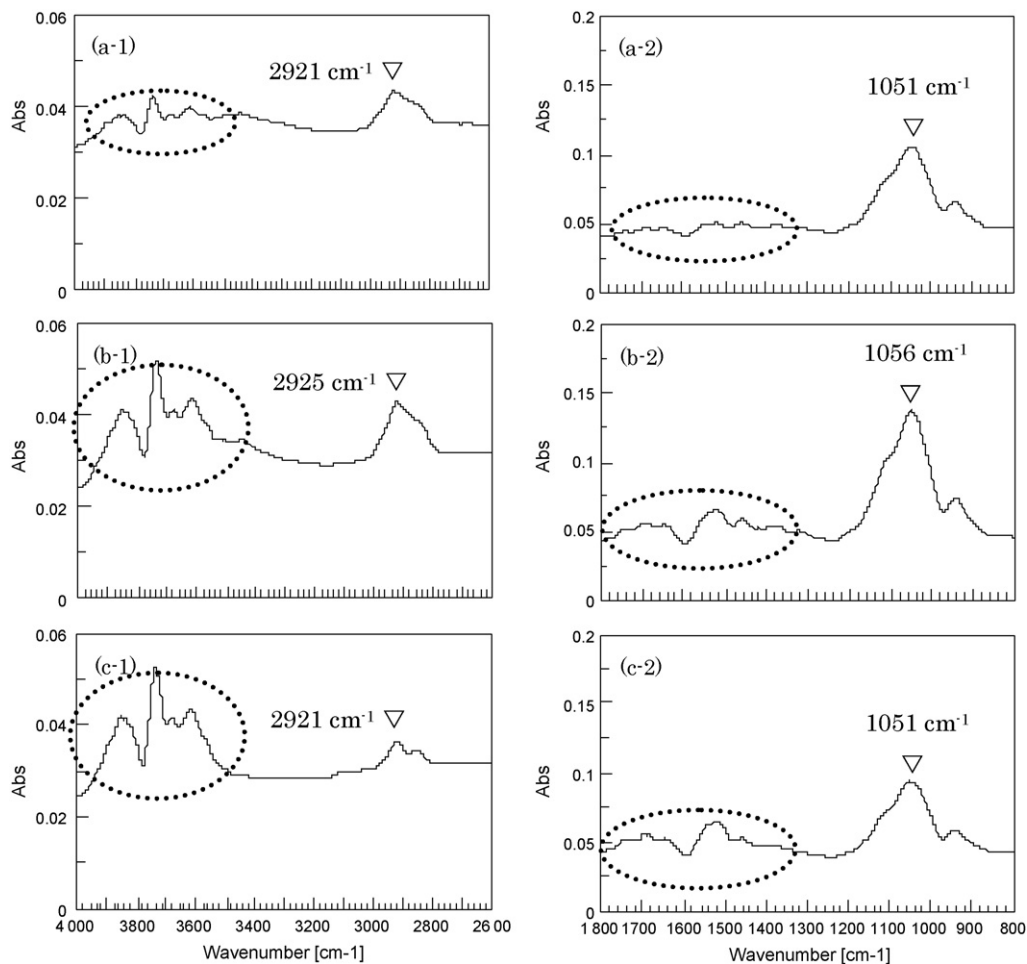 (a-1)
2921 cm-1
Abs
0.06
0.04
0.02
0
(a-2)
1051 cm-1
Abs
0.2
0.15
0.1
0.05
0
(b-1)
2925 cm-1
Abs
0.06
0.04
0.02
0
(b-2)
1056 cm-1
Abs
0.2
0.15
0.1
0.05
0
(c-1)
2921 cm-1
Abs
0.06
0.04
0.02
0
4000 3800 3600 3400 3200 3000 2800 2600
Wavenumber [cm-1]
(c-2)
1051 cm-1
Abs
0.2
0.15
0.1
0.05
0
1800 1600 1500 1400 1300 1200 1100 1000 900 800
Wavenumber [cm-1]